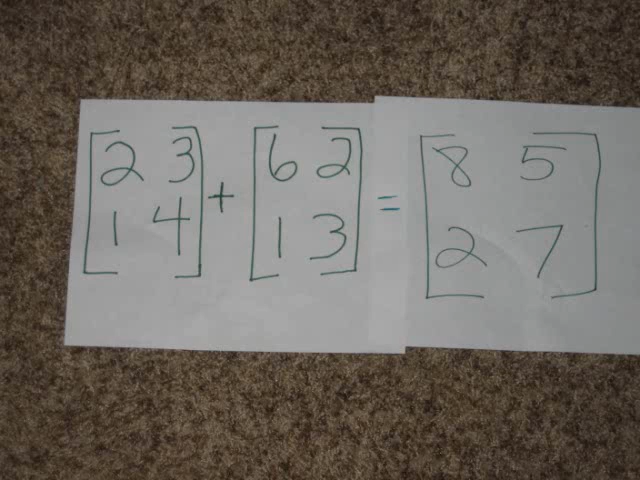 [2 3] + [6 2] = [8 5]
[1 4] [1 3] [2 7]